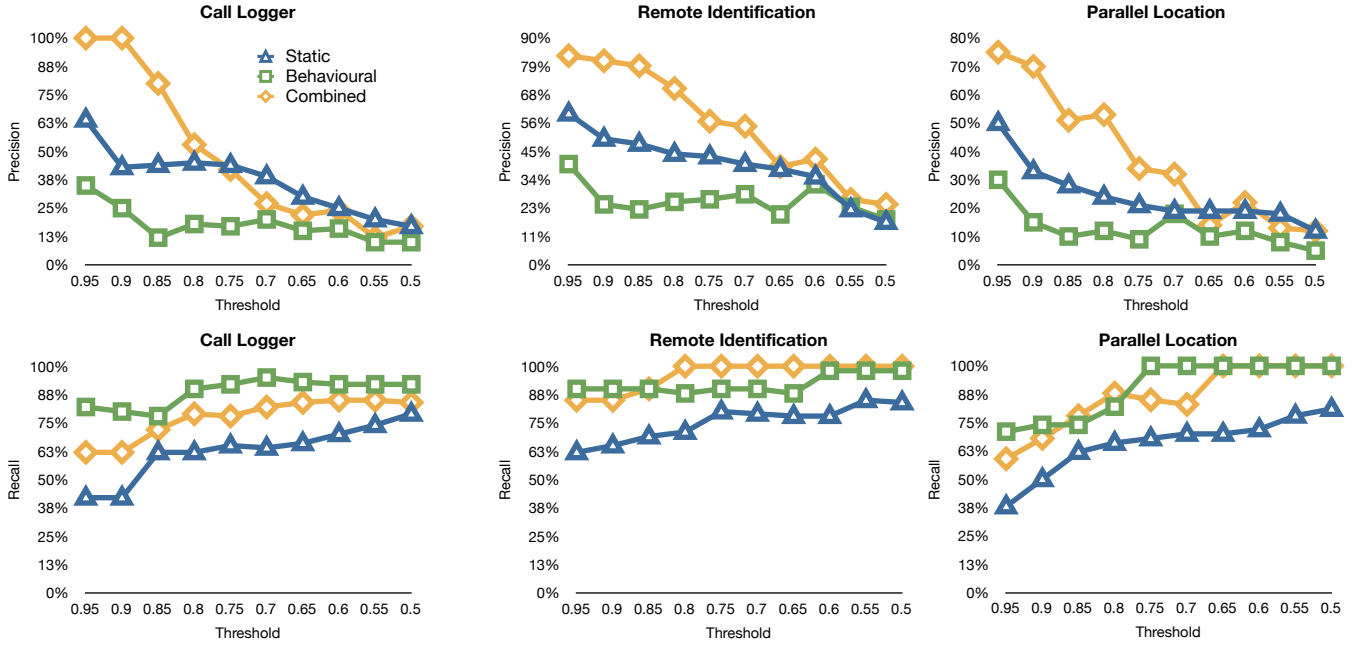 Call Logger
100%
88%
75%
63%
50%
38%
25%
13%
0%
Precision
0.95 0.9 0.85 0.8 0.75 0.7 0.65 0.6 0.55 0.5
Threshold
Static
Behavioural
Combined
Remote Identification
90%
79%
68%
56%
45%
34%
23%
11%
0%
Precision
0.95 0.9 0.85 0.8 0.75 0.7 0.65 0.6 0.55 0.5
Threshold
Parallel Location
80%
70%
60%
50%
40%
30%
20%
10%
0%
Precision
0.95 0.9 0.85 0.8 0.75 0.7 0.65 0.6 0.55 0.5
Threshold
Call Logger
100%
88%
75%
63%
50%
38%
25%
13%
0%
Recall
0.95 0.9 0.85 0.8 0.75 0.7 0.65 0.6 0.55 0.5
Threshold
Remote Identification
100%
88%
75%
63%
50%
38%
25%
13%
0%
Recall
0.95 0.9 0.85 0.8 0.75 0.7 0.65 0.6 0.55 0.5
Threshold
Parallel Location
100%
88%
75%
63%
50%
38%
25%
13%
0%
Recall
0.95 0.9 0.85 0.8 0.75 0.7 0.65 0.6 0.55 0.5
Threshold